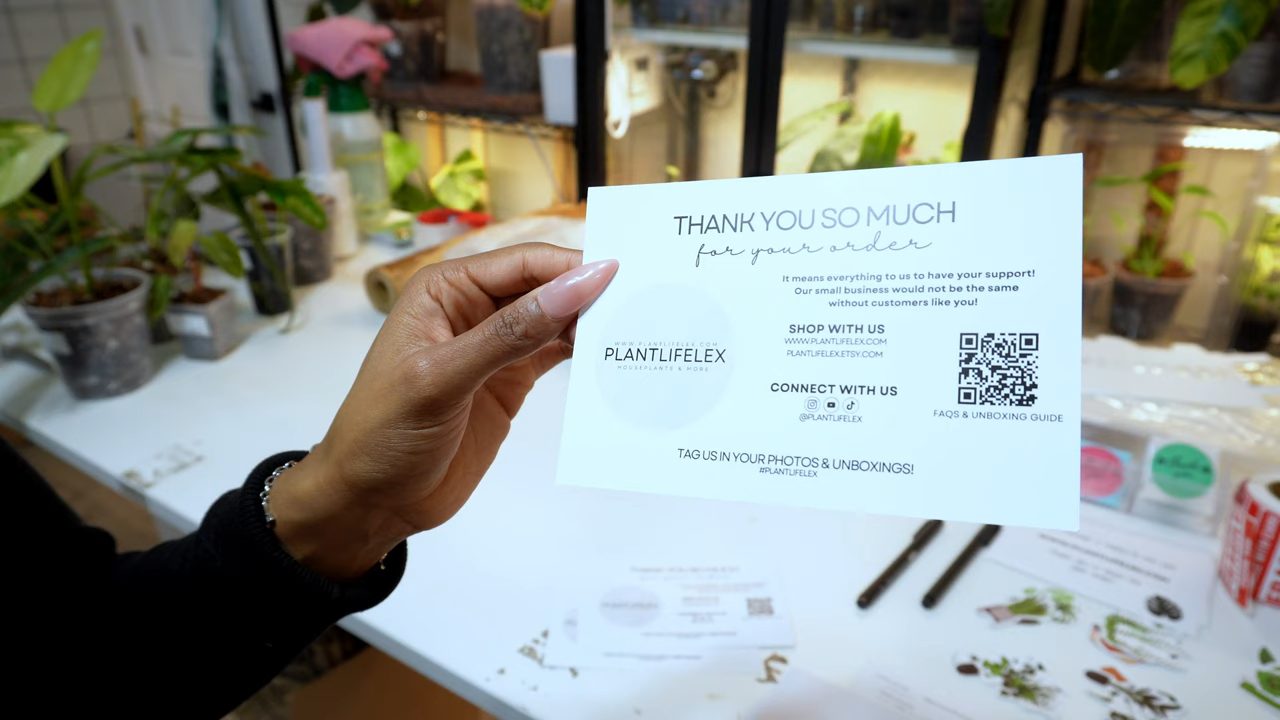 THANK YOU SO MUCH
for your order
It means everything to us to have your support!
Our small business would not be the same
without customers like you!
WWW.PLANTLIFELEX.COM
PLANTLIFELEX
HOUSEPLANTS & MORE
SHOP WITH US
WWW.PLANTLIFELEX.COM
PLANTLIFELEX.ETSY.COM
CONNECT WITH US
@PLANTLIFELEX
FAQS & UNBOXING GUIDE
TAG US IN YOUR PHOTOS & UNBOXINGS!
#PLANTLIFELEX